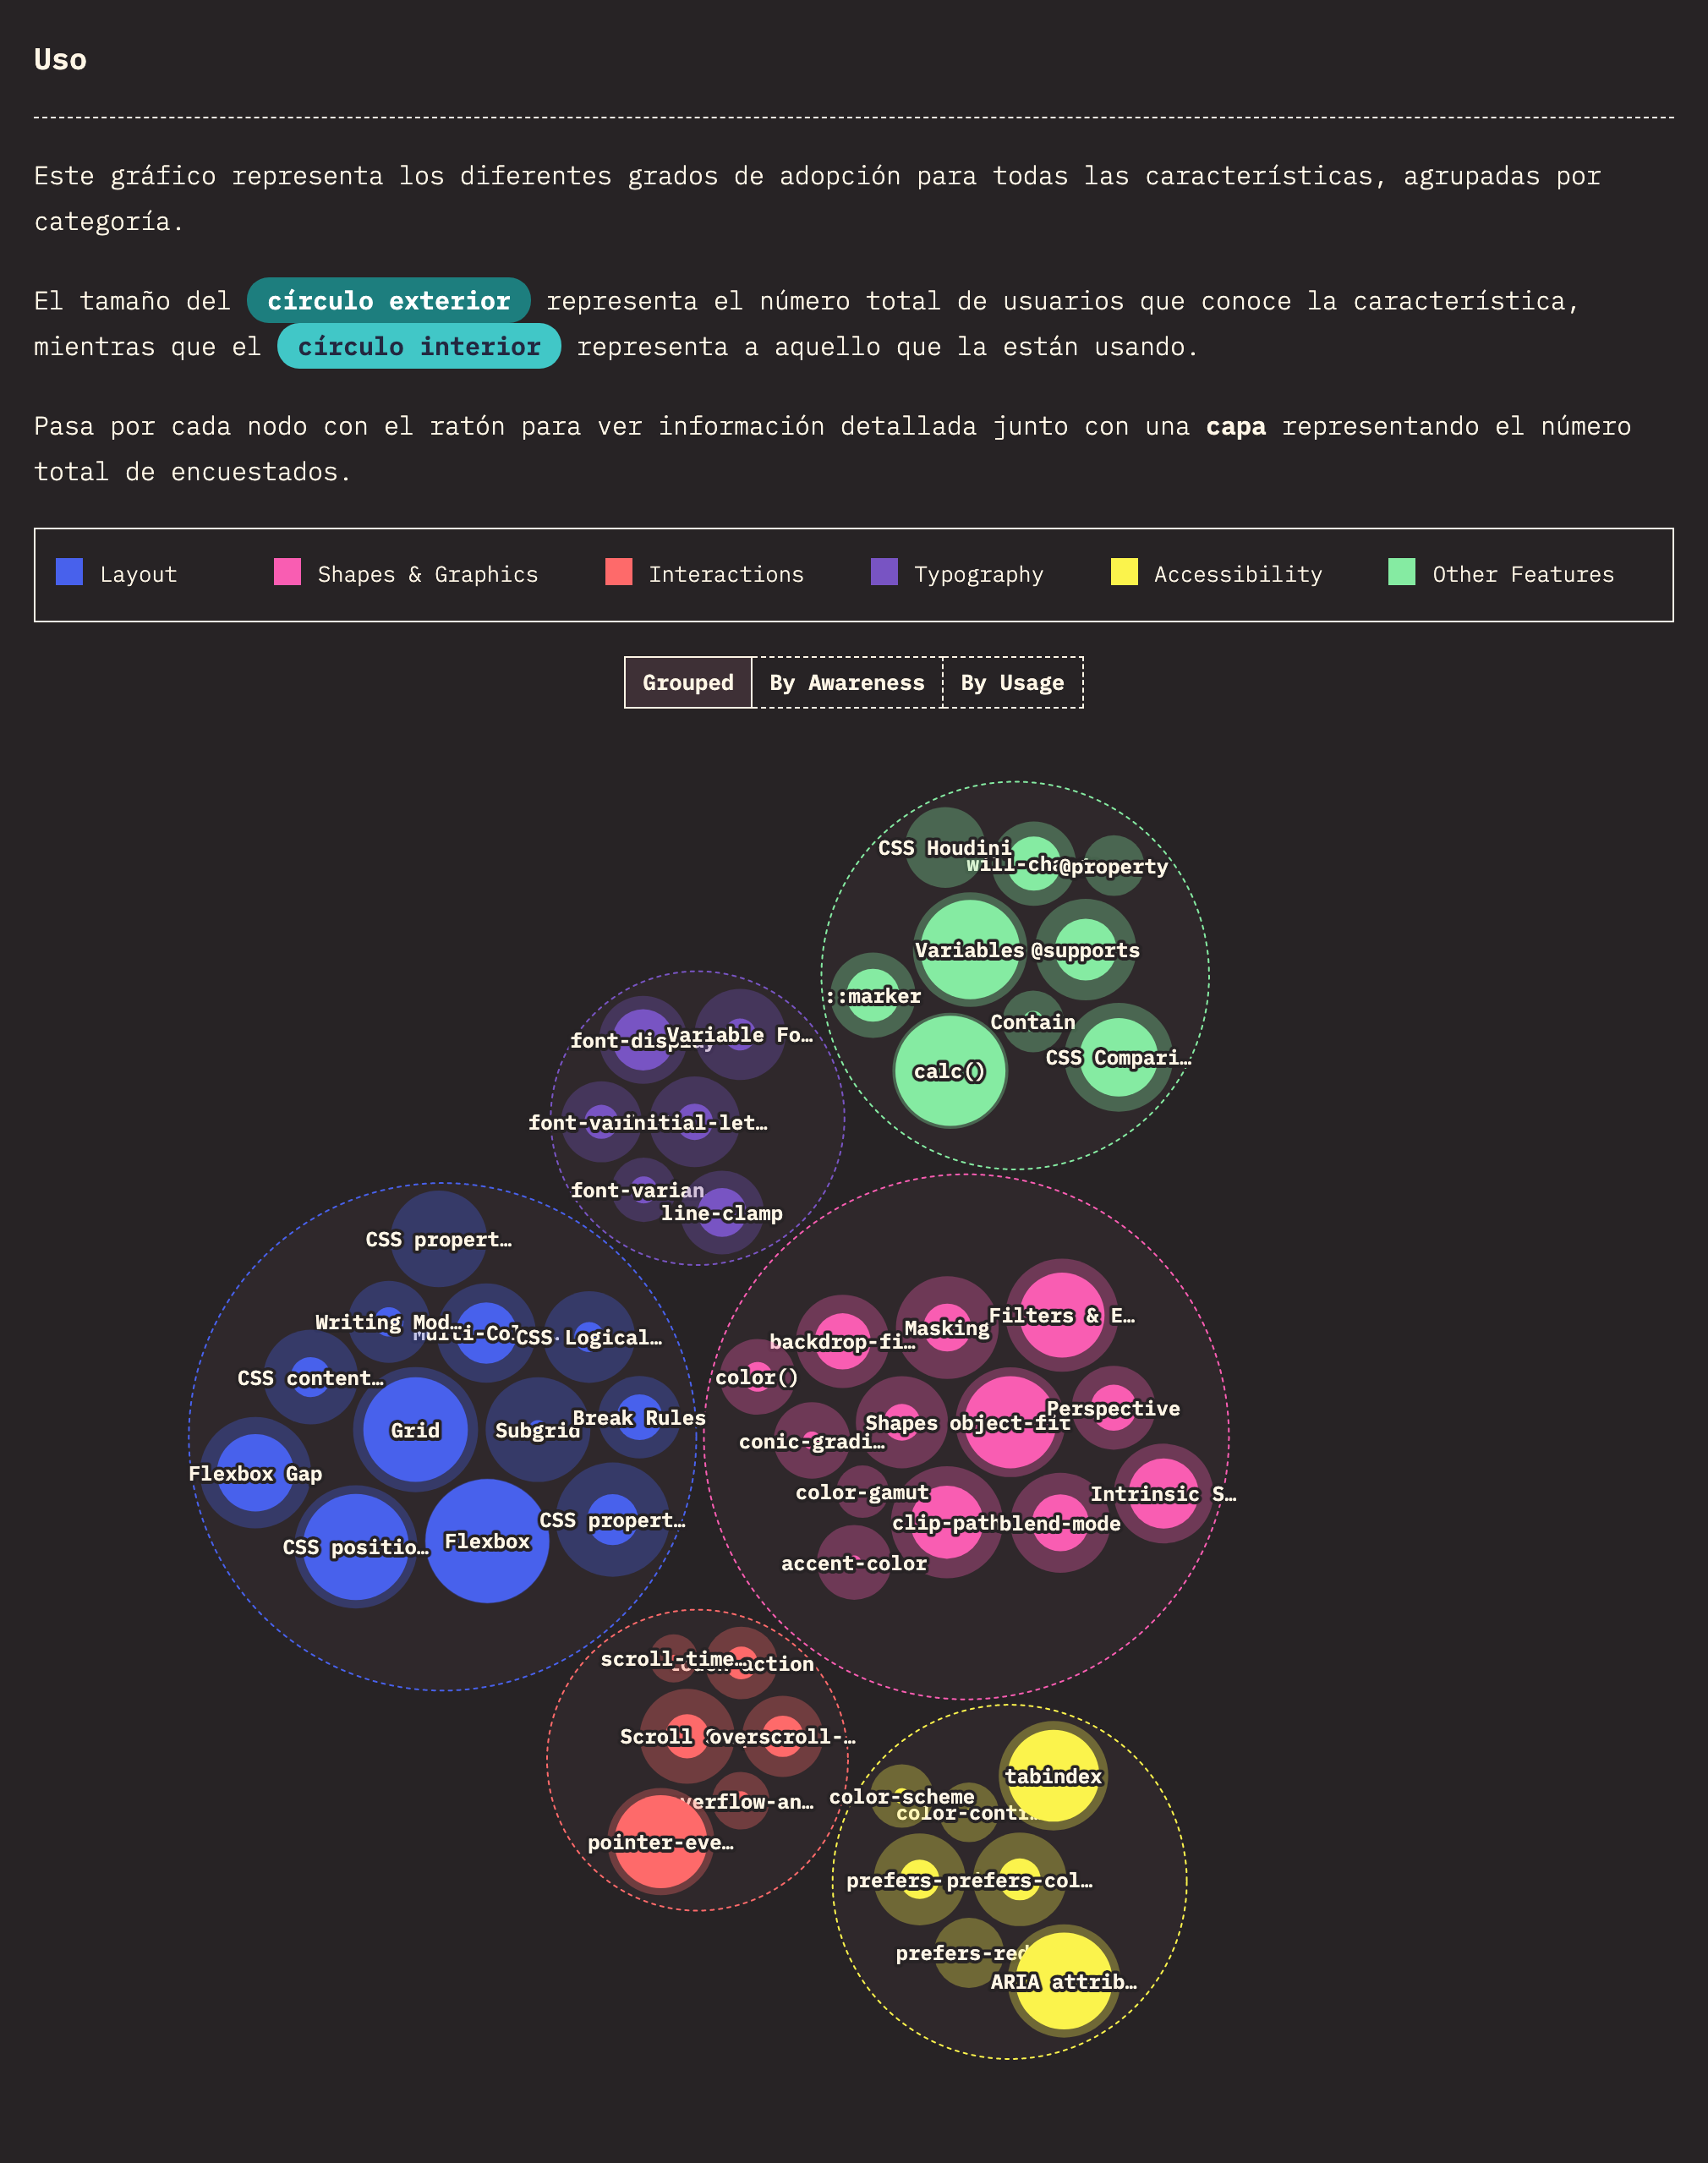 Uso
Este gráfico representa los diferentes grados de adopción para todas las características, agrupadas por
categoría.
El tamaño del círculo exterior representa el número total de usuarios que conoce la característica,
mientras que el círculo interior representa a aquello que la están usando.
Pasa por cada nodo con el ratón para ver información detallada junto con una capa representando el número
total de encuestados.
Layout
Shapes & Graphics
Interactions
Typography
Accessibility
Other Features
Grouped
By Awareness
By Usage
CSS Houdini
will-cha
@property
Variables
@supports
::marker
Contain
CSS Compari…
calc()
font-display
Variable Fo…
font-va
initial-let…
font-varian
line-clamp
CSS propert…
Writing Mod…
CSS Logical…
CSS content…
Grid
Subgrid
Break Rules
Flexbox Gap
CSS propert…
CSS positio…
Flexbox
Filters & E…
Masking
backdrop-fi…
color()
Perspective
Shapes
object-fit
conic-gradi…
color-gamut
Intrinsic S…
clip-path
blend-mode
accent-color
scroll-time…
action
Scroll
overscroll-…
verflow-an…
pointer-eve…
tabindex
color-scheme
color-contr…
prefers-
prefers-col…
prefers-red
ARIA attrib…